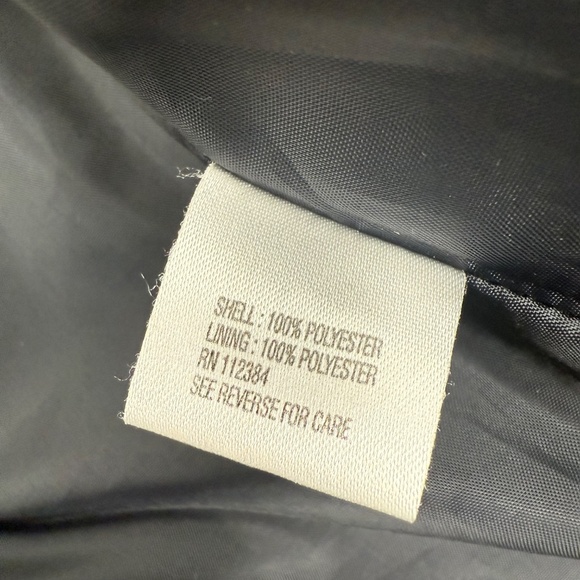 SHELL : 100% POLYESTER
LINING : 100% POLYESTER
RN 112384
SEE REVERSE FOR CARE